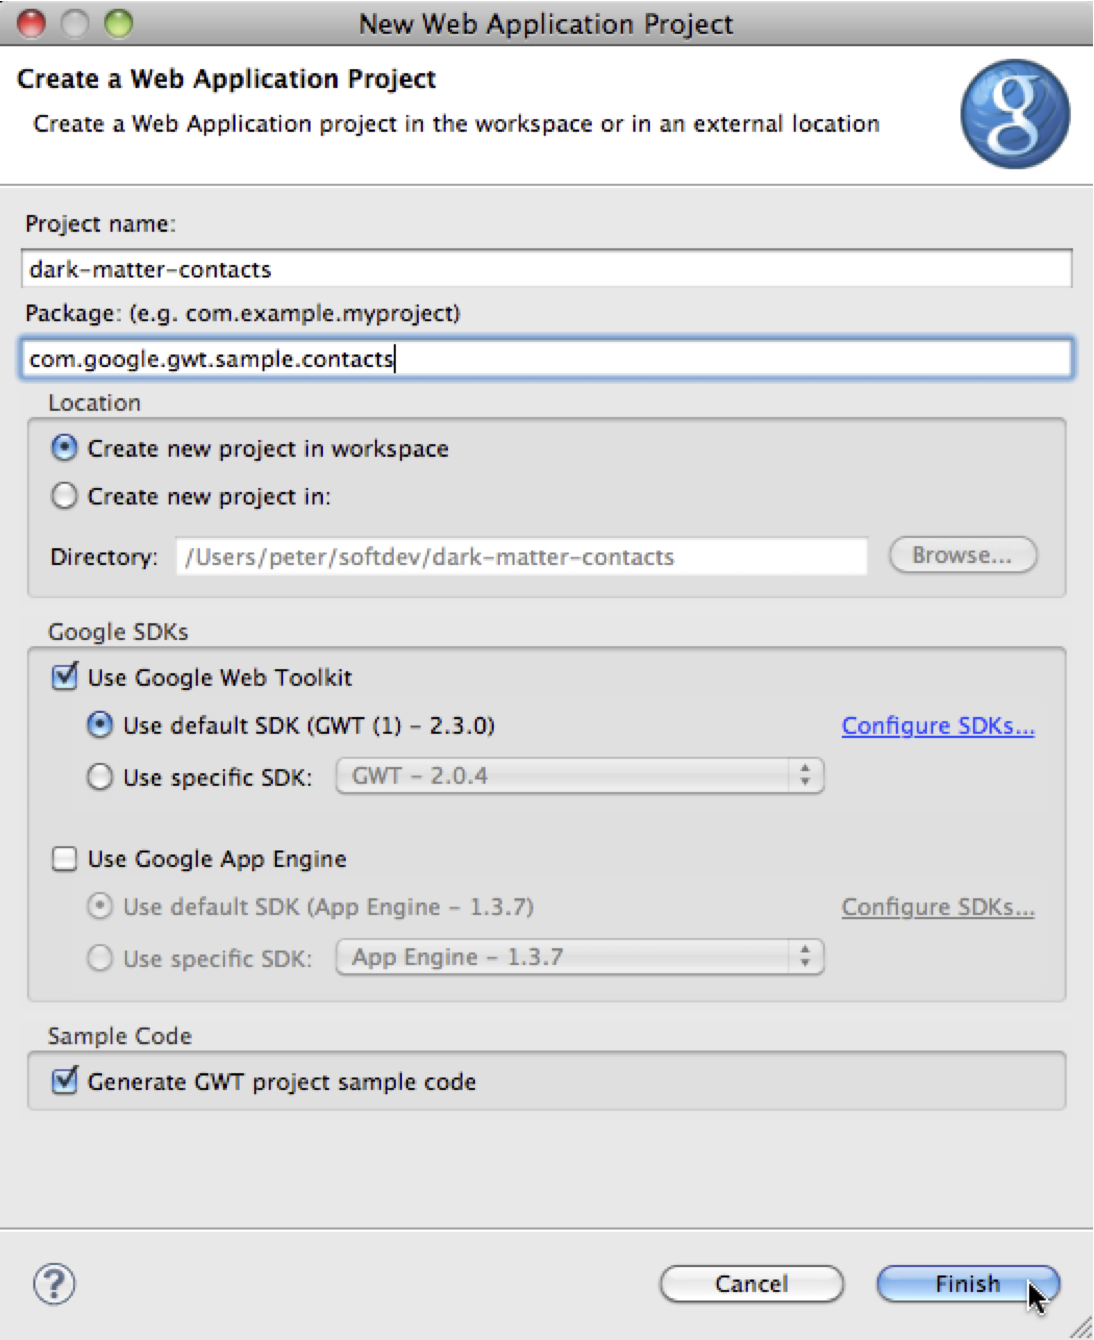 New Web Application Project
Create a Web Application Project
Create a Web Application project in the workspace or in an external location
g
Project name:
dark-matter-contacts
Package: (e.g. com.example.myproject)
com.google.gwt.sample.contacts
Location
Create new project in workspace
Create new project in:
Directory: /Users/peter/softdev/dark-matter-contacts Browse...
Google SDKs
Use Google Web Toolkit
Use default SDK (GWT (1) - 2.3.0) Configure SDKs...
Use specific SDK: GWT - 2.0.4
Use Google App Engine
Use default SDK (App Engine - 1.3.7) Configure SDKs...
Use specific SDK: App Engine - 1.3.7
Sample Code
Generate GWT project sample code
? Cancel Finish